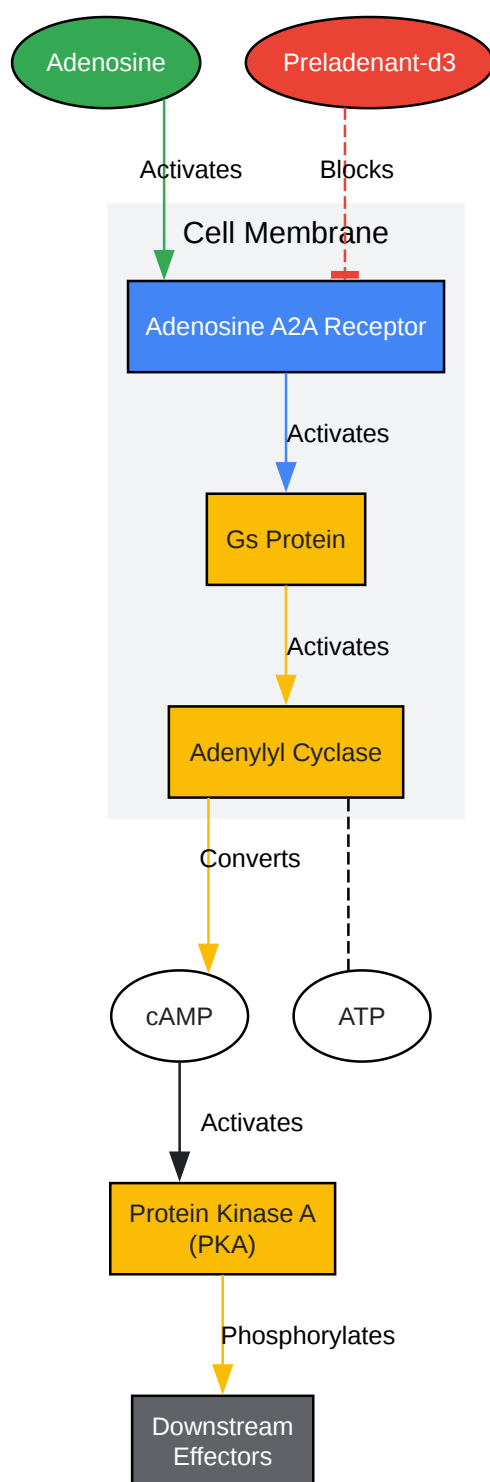 Adenosine
Preladenant-d3
Activates
Blocks
Cell Membrane
Adenosine A2A Receptor
Activates
Gs Protein
Activates
Adenylyl Cyclase
Converts
cAMP
ATP
Activates
Protein Kinase A
(PKA)
Phosphorylates
Downstream
Effectors